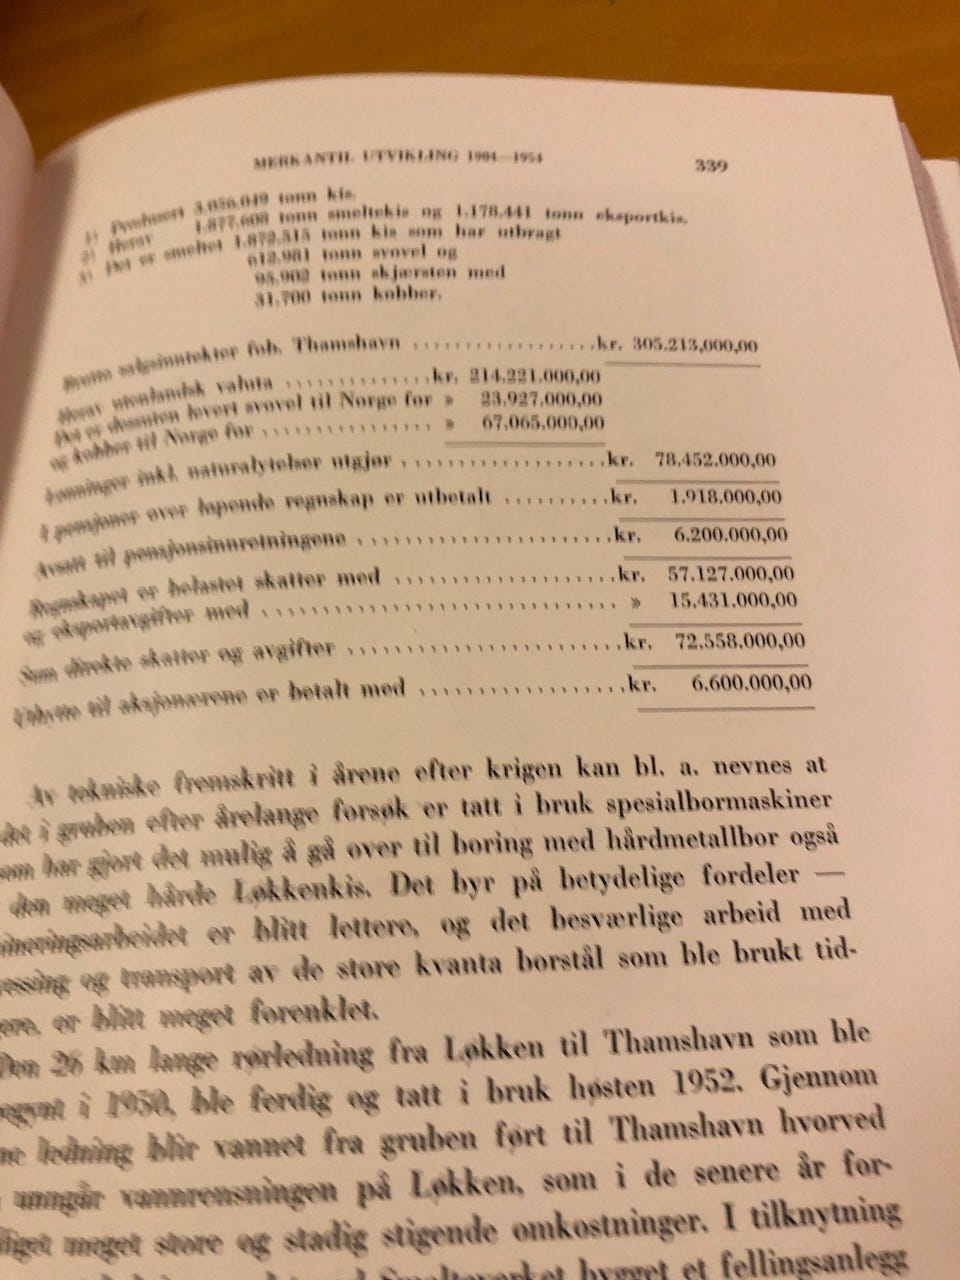 MERKANTIL UTVIKLING 1904—1954 339
1) Produsert 3.056.049 tonn kis.
2) Herav 1.877.608 tonn smeltekis og 1.178.441 tonn eksportkis.
3) Det er smeltet 1.872.515 tonn kis som har utbragt
612.981 tonn svovel og
95.902 tonn skjærsten med
31.700 tonn kobber.
Brutto salgsinntekter fob. Thamshavn ..................kr. 305.213,000,00
Herav utenlandsk valuta ..............kr. 214.221.000,00
Det er dessuten levert svovel til Norge for » 23.927.000,00
og kobber til Norge for ................. » 67.065.000,00
Lønninger inkl. naturalytelser utgjør ....................kr. 78.452.000,00
I pensjoner over løpende regnskap er utbetalt ..........kr. 1.918.000,00
Avsatt til pensjonsinnretningene .........................kr. 6.200.000,00
Regnskapet er belastet skatter med ......................kr. 57.127.000,00
og eksportavgifter med .................................. » 15.431.000,00
Sum direkte skatter og avgifter ..........................kr. 72.558.000,00
Utbytte til aksjonærene er betalt med ....................kr. 6.600.000,00
Av tekniske fremskritt i årene efter krigen kan bl. a. nevnes at
det i gruben efter årelange forsøk er tatt i bruk spesialbormaskiner
som har gjort det mulig å gå over til boring med hårdmetallbor også
den meget hårde Løkkenkis. Det byr på betydelige fordeler —
mineringsarbeidet er blitt lettere, og det besværlige arbeid med
og transport av de store kvanta borstål som ble brukt tid-
er blitt meget forenklet.
Den 26 km lange rørledning fra Løkken til Thamshavn som ble
i 1950, ble ferdig og tatt i bruk høsten 1952. Gjennom
ledning blir vannet fra gruben ført til Thamshavn hvorved
unngår vannrensningen på Løkken, som i de senere år for-
meget store og stadig stigende omkostninger. I tilknytning
Smelteverket bygget et fellingsanlegg